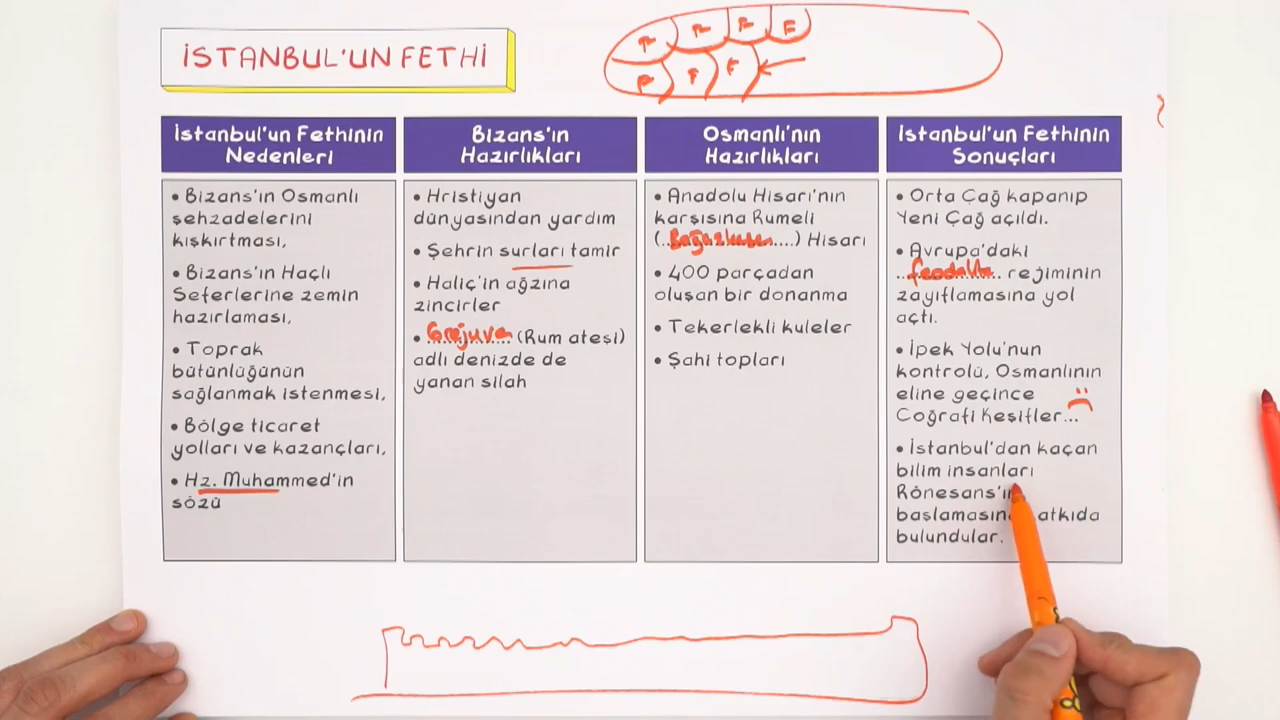 İSTANBUL'UN FETHİ
F F F F
F F F
İstanbul'un Fethinin
Nedenleri
• Bizans'ın Osmanlı
şehzadelerini
kışkırtması,
• Bizans'ın Haçlı
Seferlerine zemin
hazırlaması,
• Toprak
bütünlüğünün
sağlanmak istenmesi,
• Bölge ticaret
yolları ve kazançları,
• Hz. Muhammed'in
sözü
Bizans'ın
Hazırlıkları
• Hristiyan
dünyasından yardım
• Şehrin surları tamir
• Haliç'in ağzına
zincirler
• Grejuva (Rum ateşi)
adlı denizde de
yanan silah
Osmanlı'nın
Hazırlıkları
• Anadolu Hisarı'nın
karşısına Rumeli
(..Boğazkesen....) Hisarı
• 400 parçadan
oluşan bir donanma
• Tekerlekli kuleler
• Şahi topları
İstanbul'un Fethinin
Sonuçları
• Orta Çağ kapanıp
Yeni Çağ açıldı.
• Avrupa'daki
feodalite rejiminin
zayıflamasına yol
açtı.
• İpek Yolu'nun
kontrolü, Osmanlının
eline geçince
Coğrafi Keşifler...
• İstanbul'dan kaçan
bilim insanları
Rönesans'ın
başlamasına atkıda
bulundular.